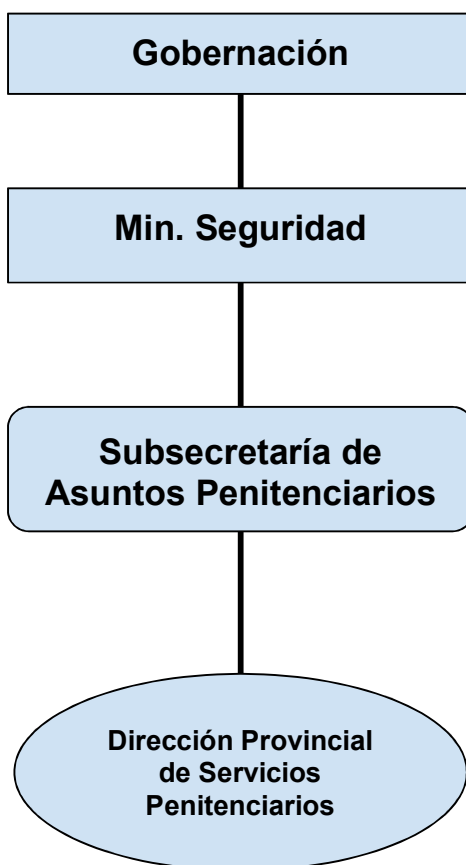 Gobernación
Min. Seguridad
Subsecretaría de
Asuntos Penitenciarios
Dirección Provincial
de Servicios
Penitenciarios